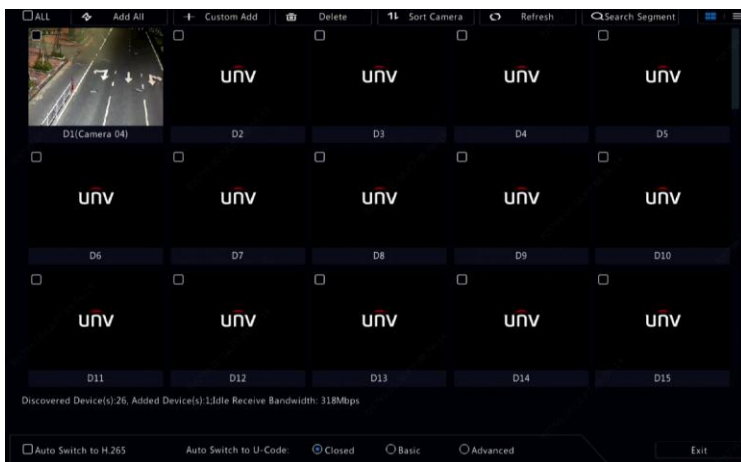 ALL Add All Custom Add Delete Sort Camera Refresh Search Segment
unv unv unv unv
D1(Camera 04) D2 D3 D4 D5
unv unv unv unv unv
D6 D7 D8 D9 D10
unv unv unv unv unv
D11 D12 D13 D14 D15
Discovered Device(s):26, Added Device(s):1;Idle Receive Bandwidth: 318Mbps
Auto Switch to H.265 Auto Switch to U-Code: Closed Basic Advanced Exit